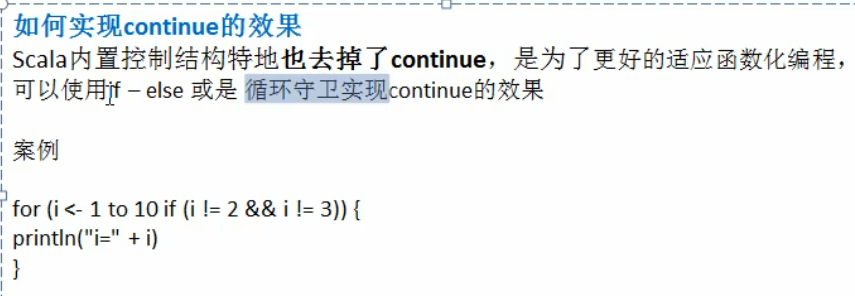 如何实现continue的效果
Scala内置控制结构特地也去掉了continue，是为了更好的适应函数化编程，
可以使用if – else 或是 循环守卫实现continue的效果
案例
for (i <- 1 to 10 if (i != 2 && i != 3)) {
println("i=" + i)
}